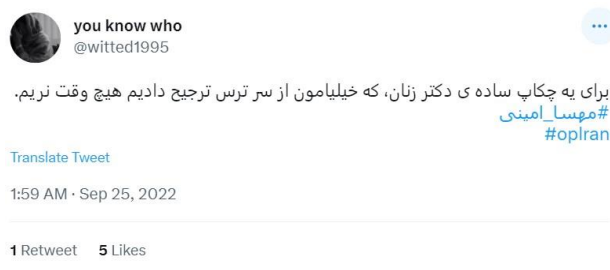 you know who
@witted1995
برای یه چکاپ ساده ی دکتر زنان، که خیلیامون از سر ترس ترجیح دادیم هیچ وقت نریم.
#مهسا_امینی
#opIran
Translate Tweet
1:59 AM · Sep 25, 2022
1 Retweet 5 Likes